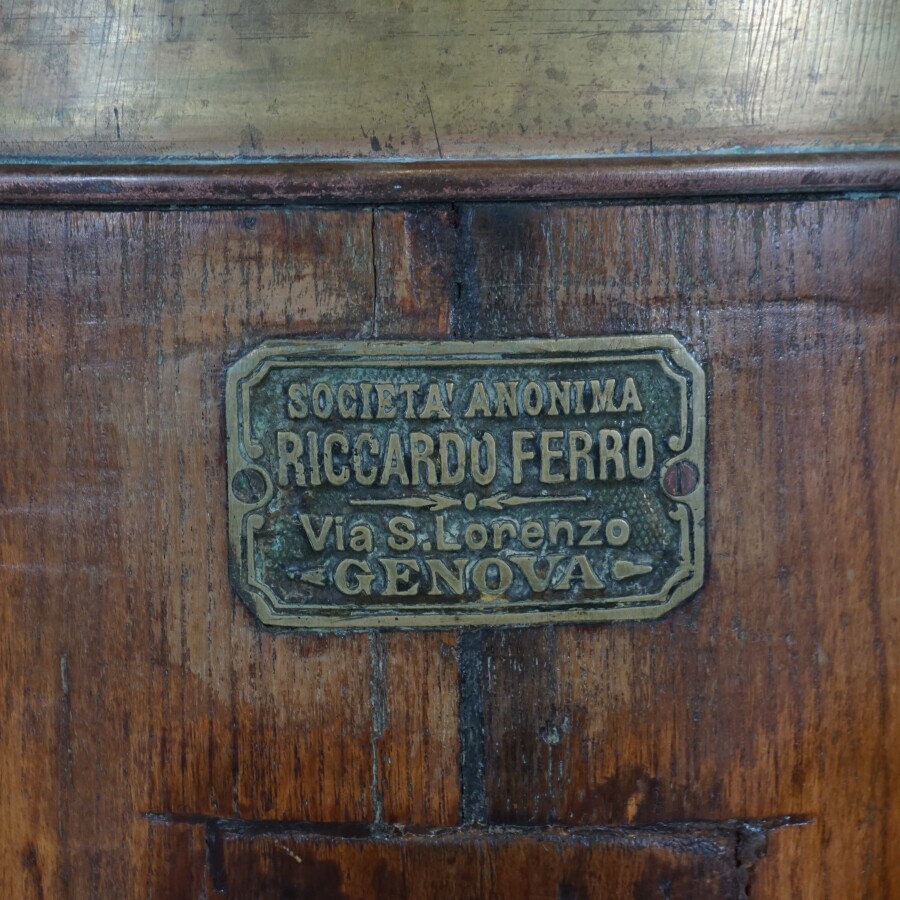 SOCIETA' ANONIMA
RICCARDO FERRO
Via S. Lorenzo
GENOVA